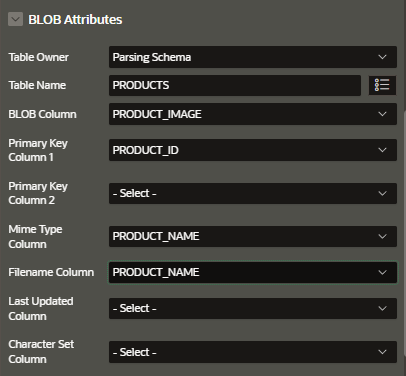 BLOB Attributes
Table Owner Parsing Schema
Table Name PRODUCTS
BLOB Column PRODUCT_IMAGE
Primary Key
Column 1 PRODUCT_ID
Primary Key
Column 2 - Select -
Mime Type
Column PRODUCT_NAME
Filename Column PRODUCT_NAME
Last Updated
Column - Select -
Character Set
Column - Select -